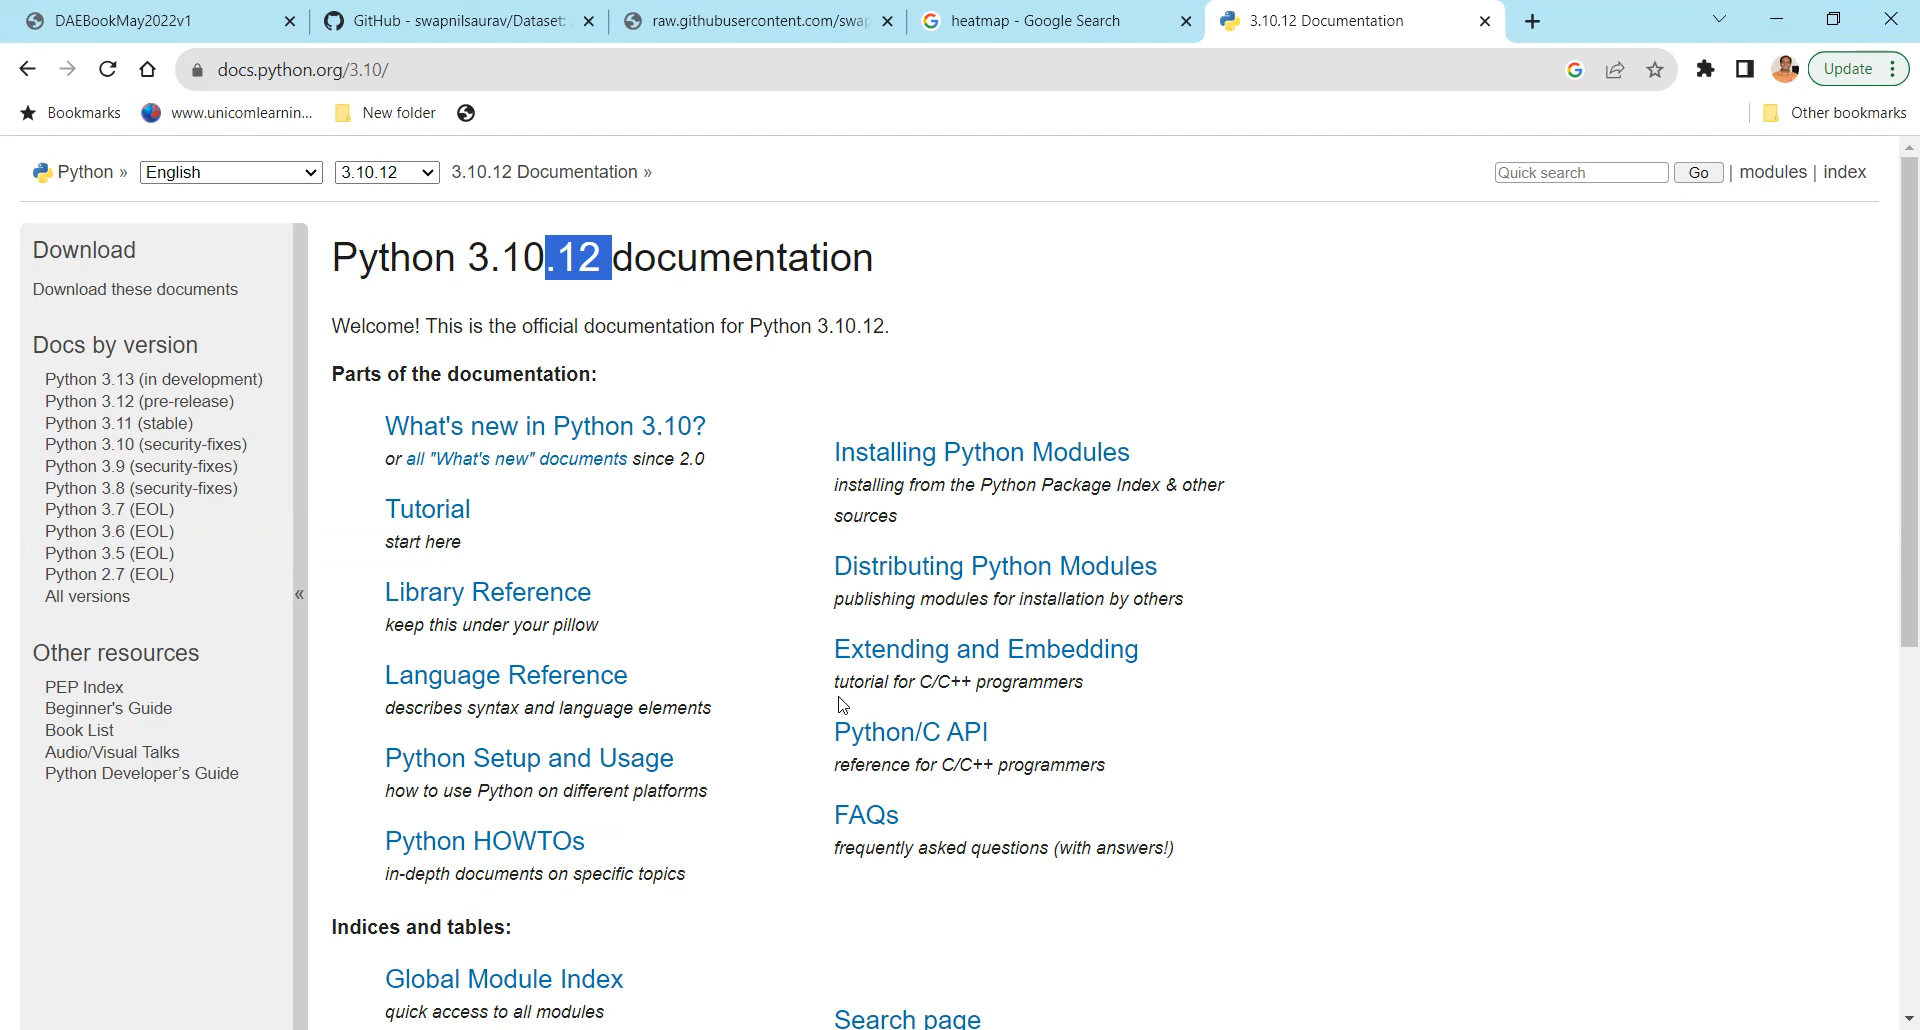 DAEBookMay2022v1
GitHub - swapnilsaurav/Dataset:
raw.githubusercontent.com/swap
heatmap - Google Search
3.10.12 Documentation
docs.python.org/3.10/
Update
Bookmarks
www.unicomlearnin...
New folder
Other bookmarks
Python »
English
3.10.12
3.10.12 Documentation »
Quick search
Go
| modules | index
Download
Download these documents
Docs by version
Python 3.13 (in development)
Python 3.12 (pre-release)
Python 3.11 (stable)
Python 3.10 (security-fixes)
Python 3.9 (security-fixes)
Python 3.8 (security-fixes)
Python 3.7 (EOL)
Python 3.6 (EOL)
Python 3.5 (EOL)
Python 2.7 (EOL)
All versions
Other resources
PEP Index
Beginner's Guide
Book List
Audio/Visual Talks
Python Developer's Guide
«
Python 3.10.12 documentation
Welcome! This is the official documentation for Python 3.10.12.
Parts of the documentation:
What's new in Python 3.10?
or all "What's new" documents since 2.0
Tutorial
start here
Library Reference
keep this under your pillow
Language Reference
describes syntax and language elements
Python Setup and Usage
how to use Python on different platforms
Python HOWTOs
in-depth documents on specific topics
Installing Python Modules
installing from the Python Package Index & other
sources
Distributing Python Modules
publishing modules for installation by others
Extending and Embedding
tutorial for C/C++ programmers
Python/C API
reference for C/C++ programmers
FAQs
frequently asked questions (with answers!)
Indices and tables:
Global Module Index
quick access to all modules
Search page